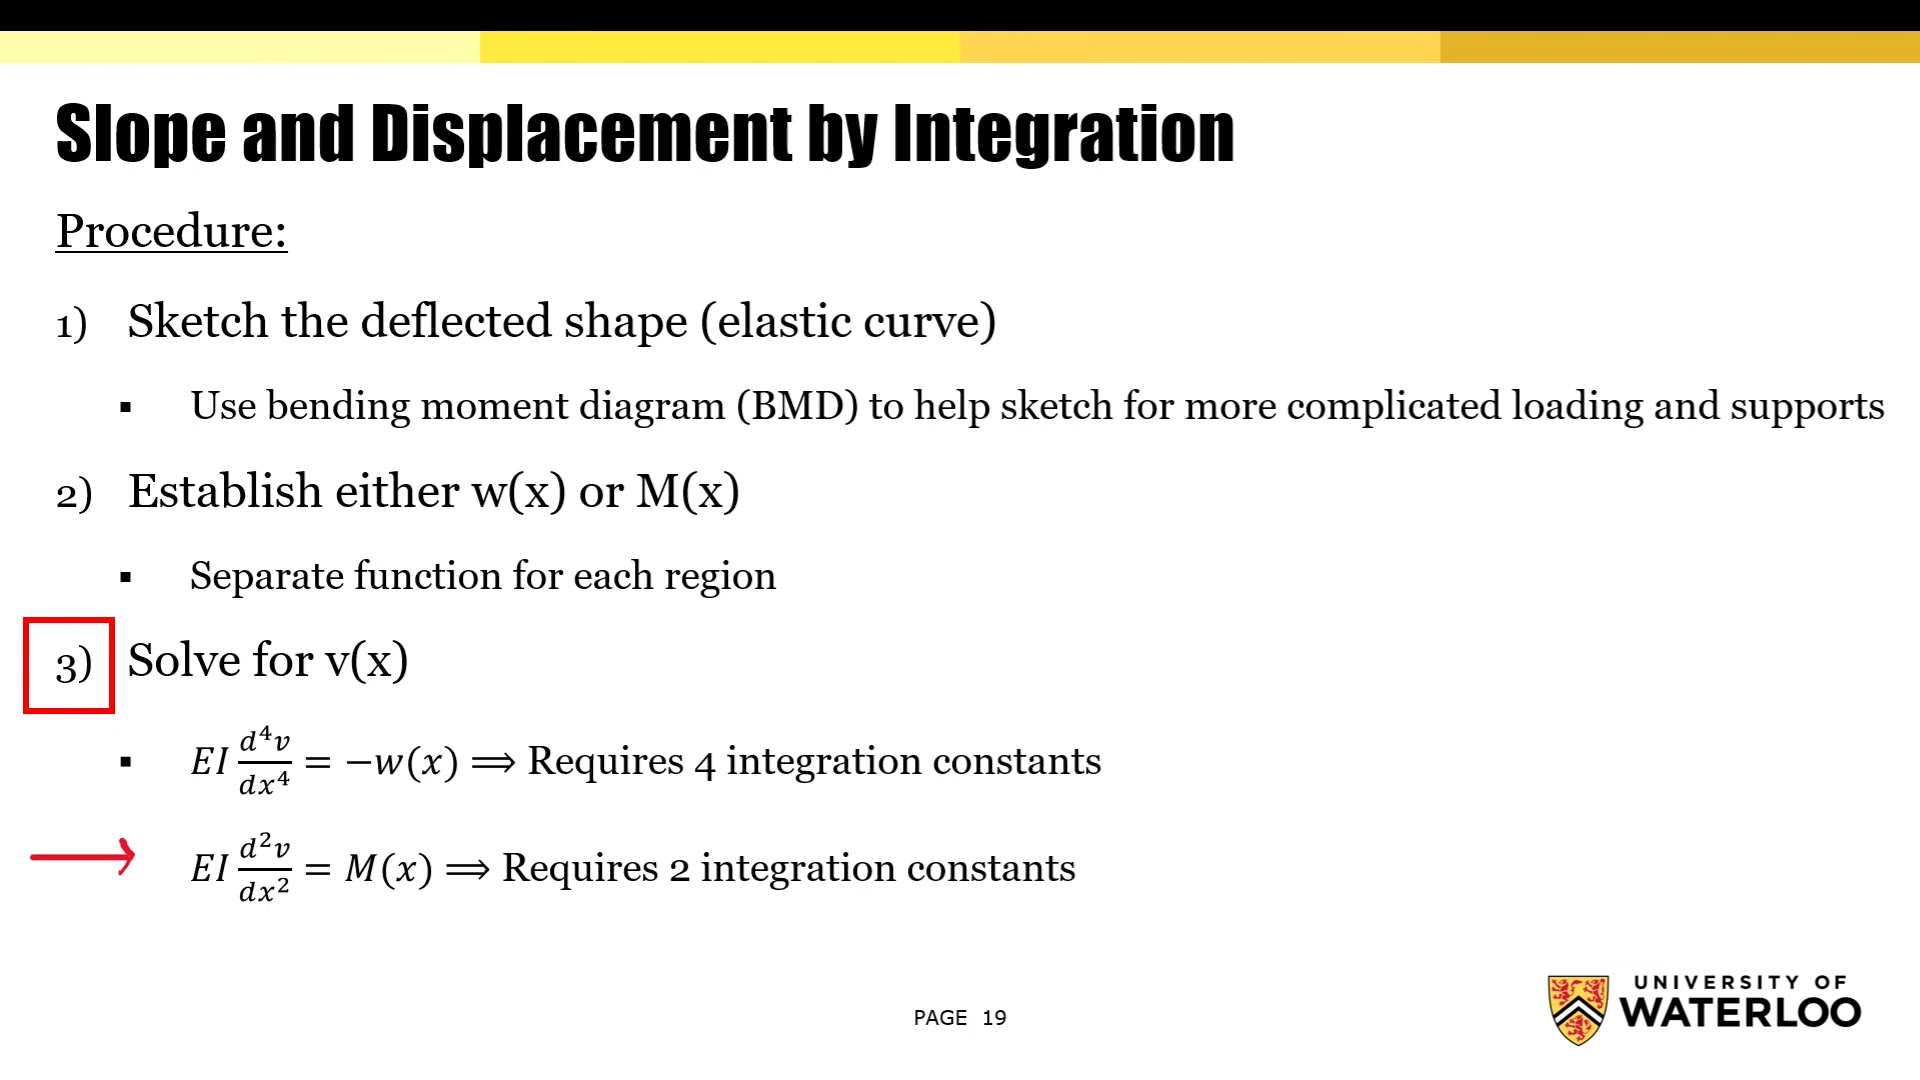 Slope and Displacement by Integration
Procedure:
1) Sketch the deflected shape (elastic curve)
▪ Use bending moment diagram (BMD) to help sketch for more complicated loading and supports
2) Establish either w(x) or M(x)
▪ Separate function for each region
3) Solve for v(x)
▪ EI d⁴v/dx⁴ = −w(x) ⟹ Requires 4 integration constants
EI d²v/dx² = M(x) ⟹ Requires 2 integration constants
PAGE 19
UNIVERSITY OF
WATERLOO